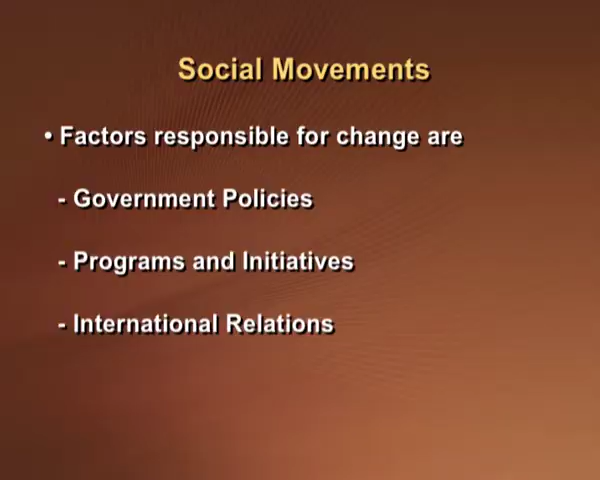 Social Movements
• Factors responsible for change are
- Government Policies
- Programs and Initiatives
- International Relations